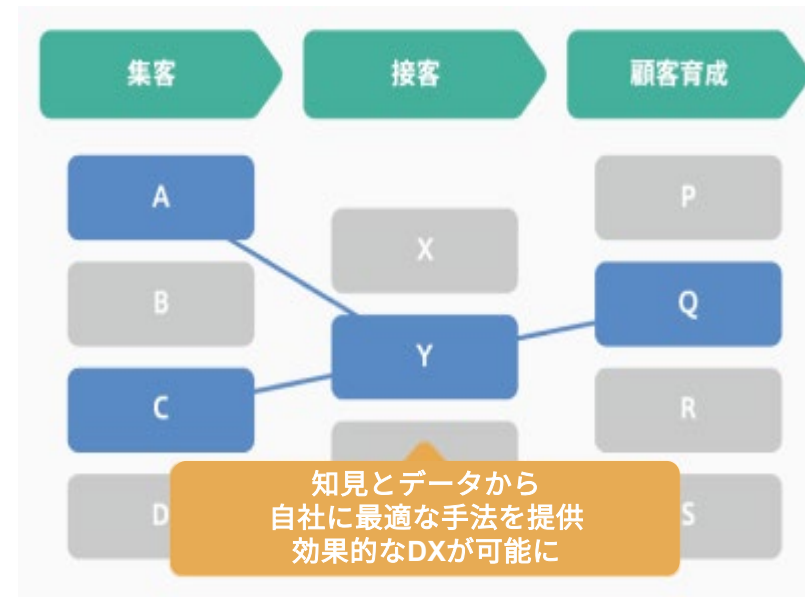 集客
接客
顧客育成
A
B
C
D
X
Y
P
Q
R
S
知見とデータから
自社に最適な手法を提供
効果的なDXが可能に